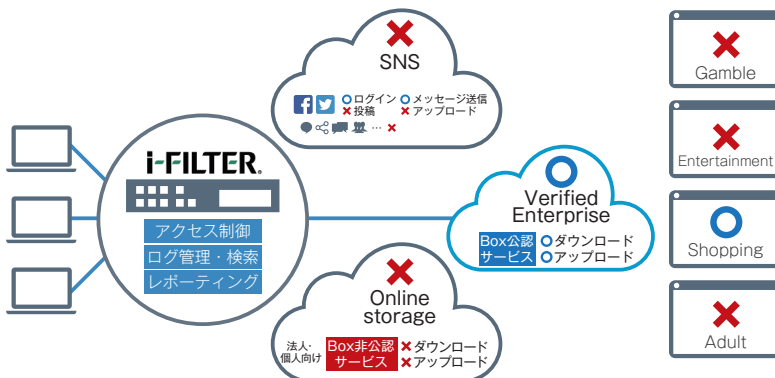 SNS
ログイン メッセージ送信
投稿 アップロード
…
i-FILTER®
アクセス制御
ログ管理・検索
レポーティング
Verified
Enterprise
Box公認 ダウンロード
サービス アップロード
Online
storage
法人・
個人向け
Box非公認 ダウンロード
サービス アップロード
Gamble
Entertainment
Shopping
Adult